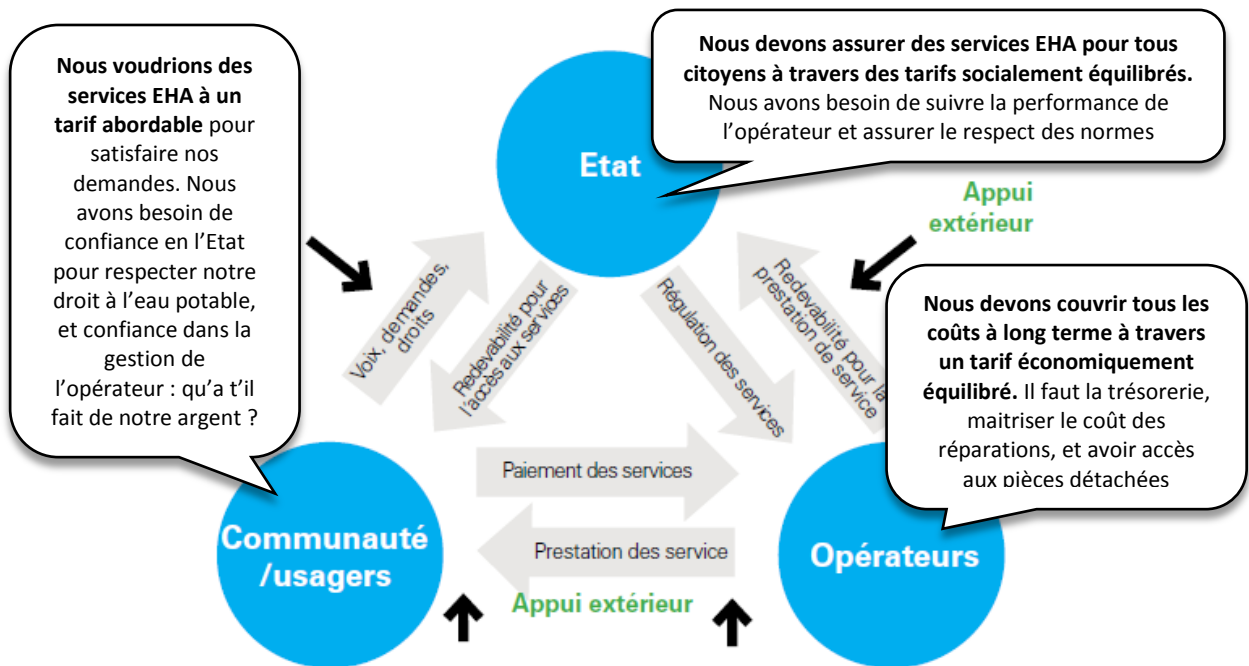 Nous voudrions des
services EHA à un
tarif abordable pour
satisfaire nos
demandes. Nous
avons besoin de
confiance en l’Etat
pour respecter notre
droit à l’eau potable,
et confiance dans la
gestion de
l’opérateur : qu’a t’il
fait de notre argent ?
Nous devons assurer des services EHA pour tous
citoyens à travers des tarifs socialement équilibrés.
Nous avons besoin de suivre la performance de
l’opérateur et assurer le respect des normes
Etat
Appui
extérieur
Nous devons couvrir tous les
coûts à long terme à travers
un tarif économiquement
équilibré. Il faut la trésorerie,
maitriser le coût des
réparations, et avoir accès
aux pièces détachées
Voix, demandes,
droits
Redevabilité pour
l’accès aux services
Régulation des services
Redevabilité pour la
prestation de service
Paiement des services
Prestation des service
Communauté
/usagers
Appui extérieur
Opérateurs